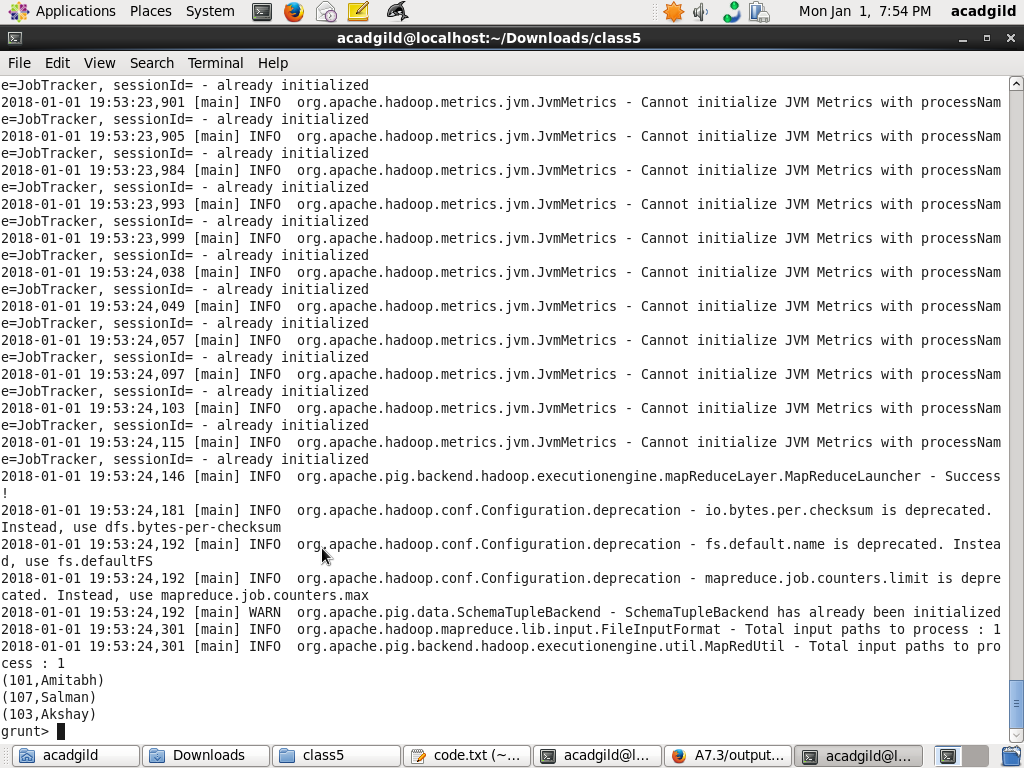 Applications Places System Mon Jan 1, 7:54 PM acadgild
acadgild@localhost:~/Downloads/class5
File Edit View Search Terminal Help
e=JobTracker, sessionId= - already initialized
2018-01-01 19:53:23,901 [main] INFO  org.apache.hadoop.metrics.jvm.JvmMetrics - Cannot initialize JVM Metrics with processNam
e=JobTracker, sessionId= - already initialized
2018-01-01 19:53:23,905 [main] INFO  org.apache.hadoop.metrics.jvm.JvmMetrics - Cannot initialize JVM Metrics with processNam
e=JobTracker, sessionId= - already initialized
2018-01-01 19:53:23,984 [main] INFO  org.apache.hadoop.metrics.jvm.JvmMetrics - Cannot initialize JVM Metrics with processNam
e=JobTracker, sessionId= - already initialized
2018-01-01 19:53:23,993 [main] INFO  org.apache.hadoop.metrics.jvm.JvmMetrics - Cannot initialize JVM Metrics with processNam
e=JobTracker, sessionId= - already initialized
2018-01-01 19:53:23,999 [main] INFO  org.apache.hadoop.metrics.jvm.JvmMetrics - Cannot initialize JVM Metrics with processNam
e=JobTracker, sessionId= - already initialized
2018-01-01 19:53:24,038 [main] INFO  org.apache.hadoop.metrics.jvm.JvmMetrics - Cannot initialize JVM Metrics with processNam
e=JobTracker, sessionId= - already initialized
2018-01-01 19:53:24,049 [main] INFO  org.apache.hadoop.metrics.jvm.JvmMetrics - Cannot initialize JVM Metrics with processNam
e=JobTracker, sessionId= - already initialized
2018-01-01 19:53:24,057 [main] INFO  org.apache.hadoop.metrics.jvm.JvmMetrics - Cannot initialize JVM Metrics with processNam
e=JobTracker, sessionId= - already initialized
2018-01-01 19:53:24,097 [main] INFO  org.apache.hadoop.metrics.jvm.JvmMetrics - Cannot initialize JVM Metrics with processNam
e=JobTracker, sessionId= - already initialized
2018-01-01 19:53:24,103 [main] INFO  org.apache.hadoop.metrics.jvm.JvmMetrics - Cannot initialize JVM Metrics with processNam
e=JobTracker, sessionId= - already initialized
2018-01-01 19:53:24,115 [main] INFO  org.apache.hadoop.metrics.jvm.JvmMetrics - Cannot initialize JVM Metrics with processNam
e=JobTracker, sessionId= - already initialized
2018-01-01 19:53:24,146 [main] INFO  org.apache.pig.backend.hadoop.executionengine.mapReduceLayer.MapReduceLauncher - Success
!
2018-01-01 19:53:24,181 [main] INFO  org.apache.hadoop.conf.Configuration.deprecation - io.bytes.per.checksum is deprecated.
Instead, use dfs.bytes-per-checksum
2018-01-01 19:53:24,192 [main] INFO  org.apache.hadoop.conf.Configuration.deprecation - fs.default.name is deprecated. Instea
d, use fs.defaultFS
2018-01-01 19:53:24,192 [main] INFO  org.apache.hadoop.conf.Configuration.deprecation - mapreduce.job.counters.limit is depre
cated. Instead, use mapreduce.job.counters.max
2018-01-01 19:53:24,192 [main] WARN  org.apache.pig.data.SchemaTupleBackend - SchemaTupleBackend has already been initialized
2018-01-01 19:53:24,301 [main] INFO  org.apache.hadoop.mapreduce.lib.input.FileInputFormat - Total input paths to process : 1
2018-01-01 19:53:24,301 [main] INFO  org.apache.pig.backend.hadoop.executionengine.util.MapRedUtil - Total input paths to pro
cess : 1
(101,Amitabh)
(107,Salman)
(103,Akshay)
grunt>
acadgild Downloads class5 code.txt (~... acadgild@l... A7.3/output... acadgild@l...